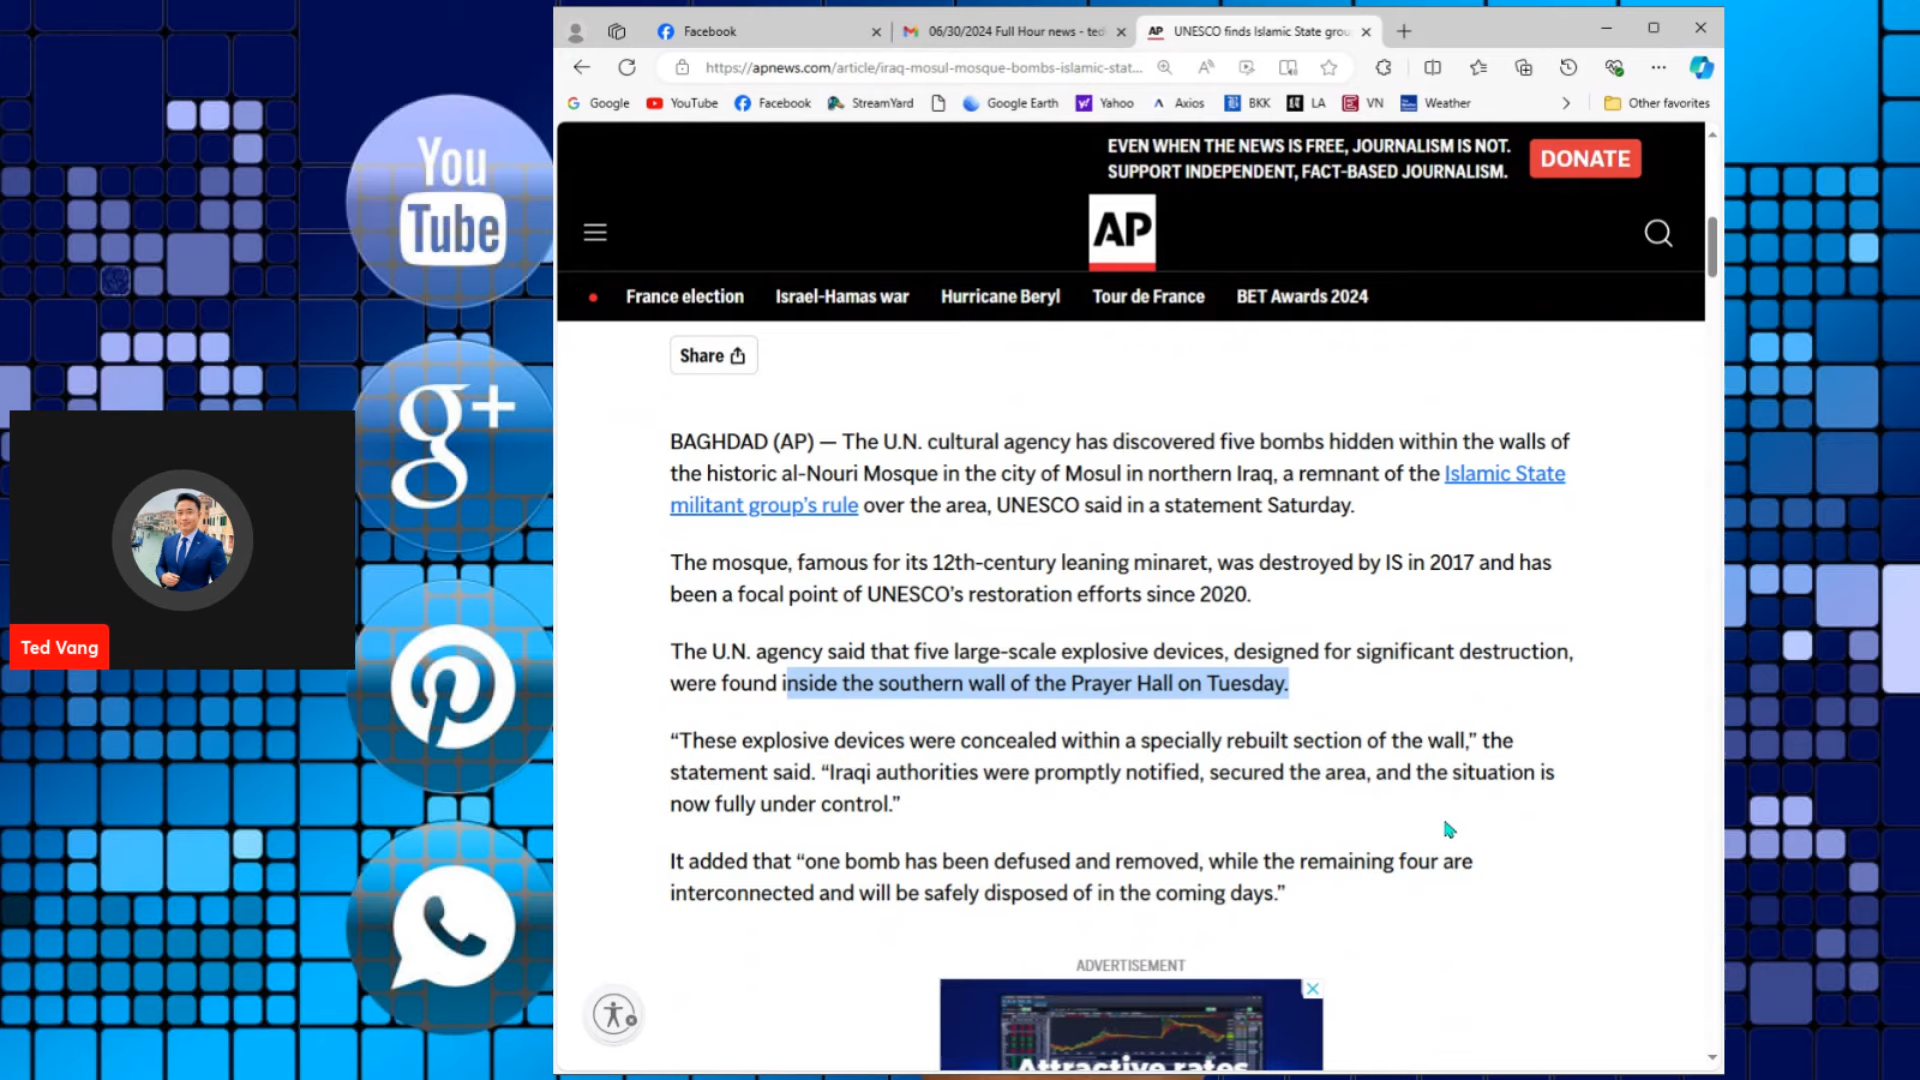 Facebook
06/30/2024 Full Hour news - ted
AP UNESCO finds Islamic State grou
https://apnews.com/article/iraq-mosul-mosque-bombs-islamic-stat...
Google YouTube Facebook StreamYard Google Earth Yahoo Axios BKK LA VN Weather Other favorites
EVEN WHEN THE NEWS IS FREE, JOURNALISM IS NOT.
SUPPORT INDEPENDENT, FACT-BASED JOURNALISM.
DONATE
AP
France election Israel-Hamas war Hurricane Beryl Tour de France BET Awards 2024
Share
BAGHDAD (AP) — The U.N. cultural agency has discovered five bombs hidden within the walls of
the historic al-Nouri Mosque in the city of Mosul in northern Iraq, a remnant of the Islamic State
militant group’s rule over the area, UNESCO said in a statement Saturday.
The mosque, famous for its 12th-century leaning minaret, was destroyed by IS in 2017 and has
been a focal point of UNESCO’s restoration efforts since 2020.
The U.N. agency said that five large-scale explosive devices, designed for significant destruction,
were found inside the southern wall of the Prayer Hall on Tuesday.
“These explosive devices were concealed within a specially rebuilt section of the wall,” the
statement said. “Iraqi authorities were promptly notified, secured the area, and the situation is
now fully under control.”
It added that “one bomb has been defused and removed, while the remaining four are
interconnected and will be safely disposed of in the coming days.”
ADVERTISEMENT
Attractive rates
You
Tube
g+
Ted Vang